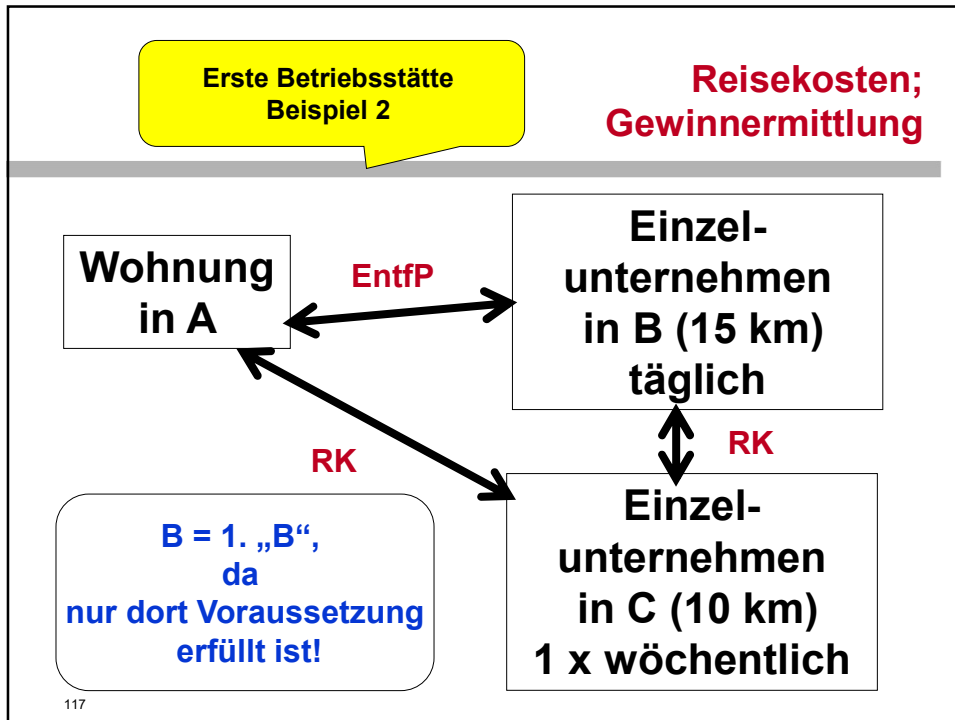 Erste Betriebsstätte
Beispiel 2
Reisekosten;
Gewinnermittlung
Wohnung
in A
EntfP
Einzel-
unternehmen
in B (15 km)
täglich
RK
RK
B = 1. „B“,
da
nur dort Voraussetzung
erfüllt ist!
Einzel-
unternehmen
in C (10 km)
1 x wöchentlich
117